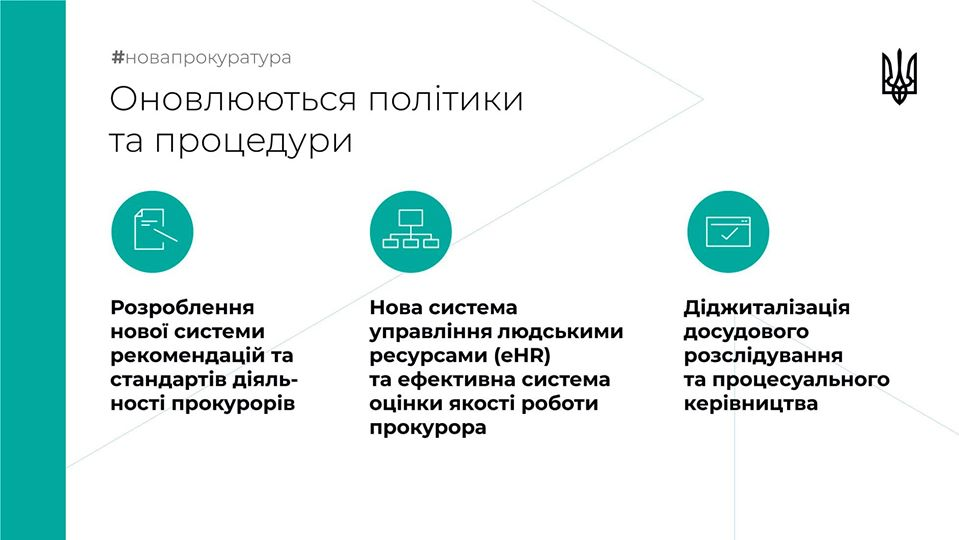 #новапрокуратура
Оновлюються політики
та процедури
Розроблення
нової системи
рекомендацій та
стандартів діяль-
ності прокурорів
Нова система
управління людськими
ресурсами (eHR)
та ефективна система
оцінки якості роботи
прокурора
Діджиталізація
досудового
розслідування
та процесуального
керівництва